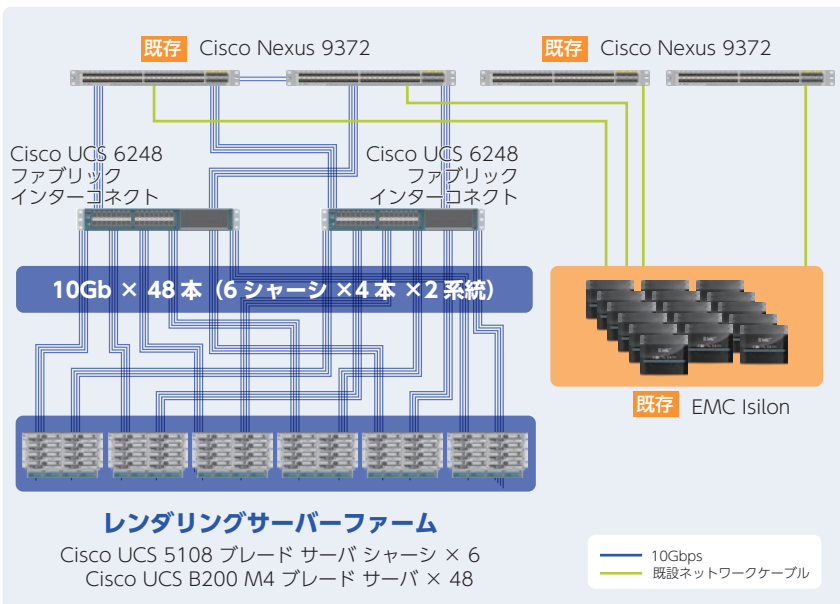 既存 Cisco Nexus 9372
既存 Cisco Nexus 9372
Cisco UCS 6248
ファブリック
インターコネクト
Cisco UCS 6248
ファブリック
インターコネクト
10Gb × 48 本（6 シャーシ ×4 本 ×2 系統）
既存 EMC Isilon
レンダリングサーバーファーム
Cisco UCS 5108 ブレード サーバ シャーシ × 6
Cisco UCS B200 M4 ブレード サーバ × 48
10Gbps
既設ネットワークケーブル